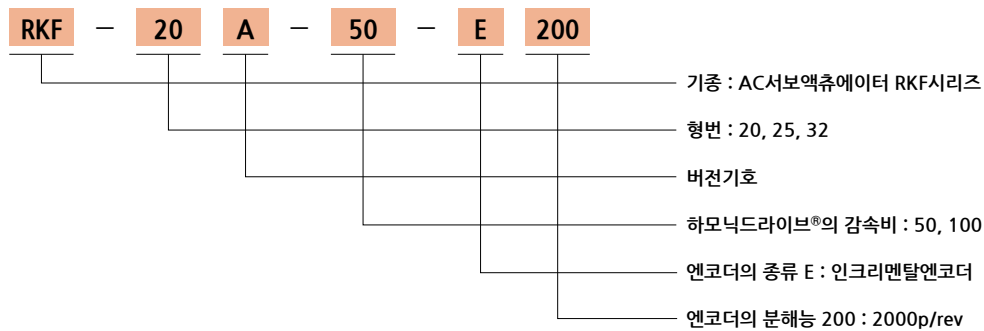 RKF – 20 A – 50 – E 200
기종 : AC서보액츄에이터 RKF시리즈
형번 : 20, 25, 32
버전기호
하모닉드라이브®의 감속비 : 50, 100
엔코더의 종류 E : 인크리멘탈엔코더
엔코더의 분해능 200 : 2000p/rev